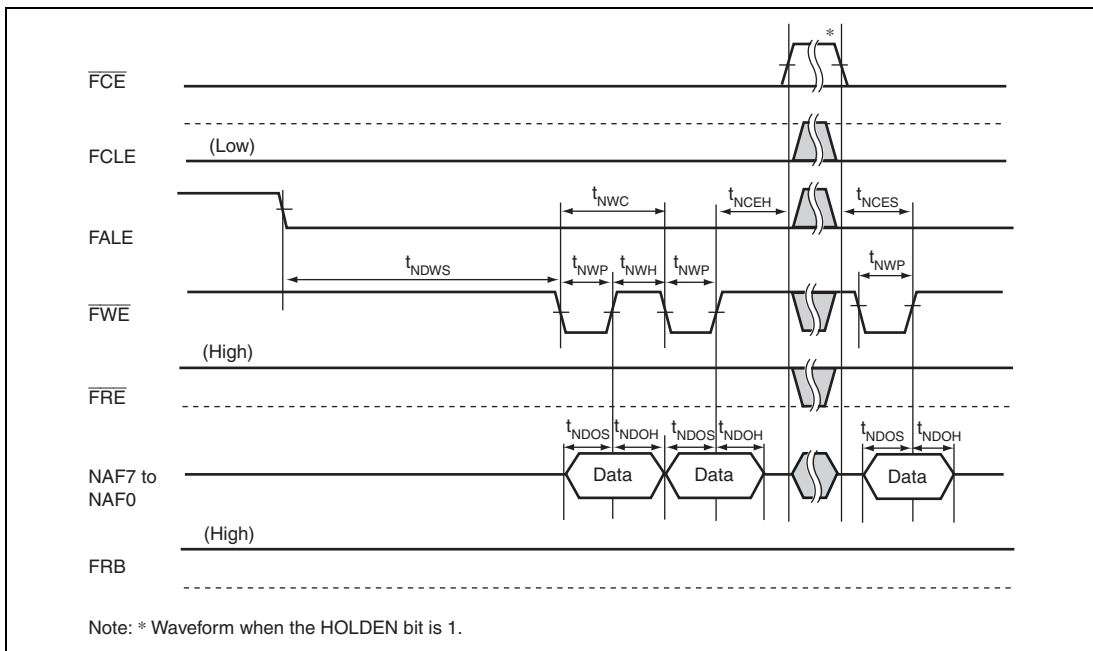 *
FCE
FCLE (Low)
tNWC tNCEH tNCES
FALE
tNDWS tNWP tNWH tNWP tNWP
FWE
(High)
FRE
tNDOS tNDOH tNDOS tNDOH tNDOS tNDOH
NAF7 to
NAF0
Data Data Data
(High)
FRB
Note: * Waveform when the HOLDEN bit is 1.